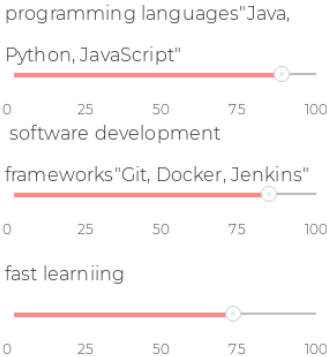 programming languages"Java,
Python, JavaScript"
0 25 50 75 100
software development
frameworks"Git, Docker, Jenkins"
0 25 50 75 100
fast learniing
0 25 50 75 100